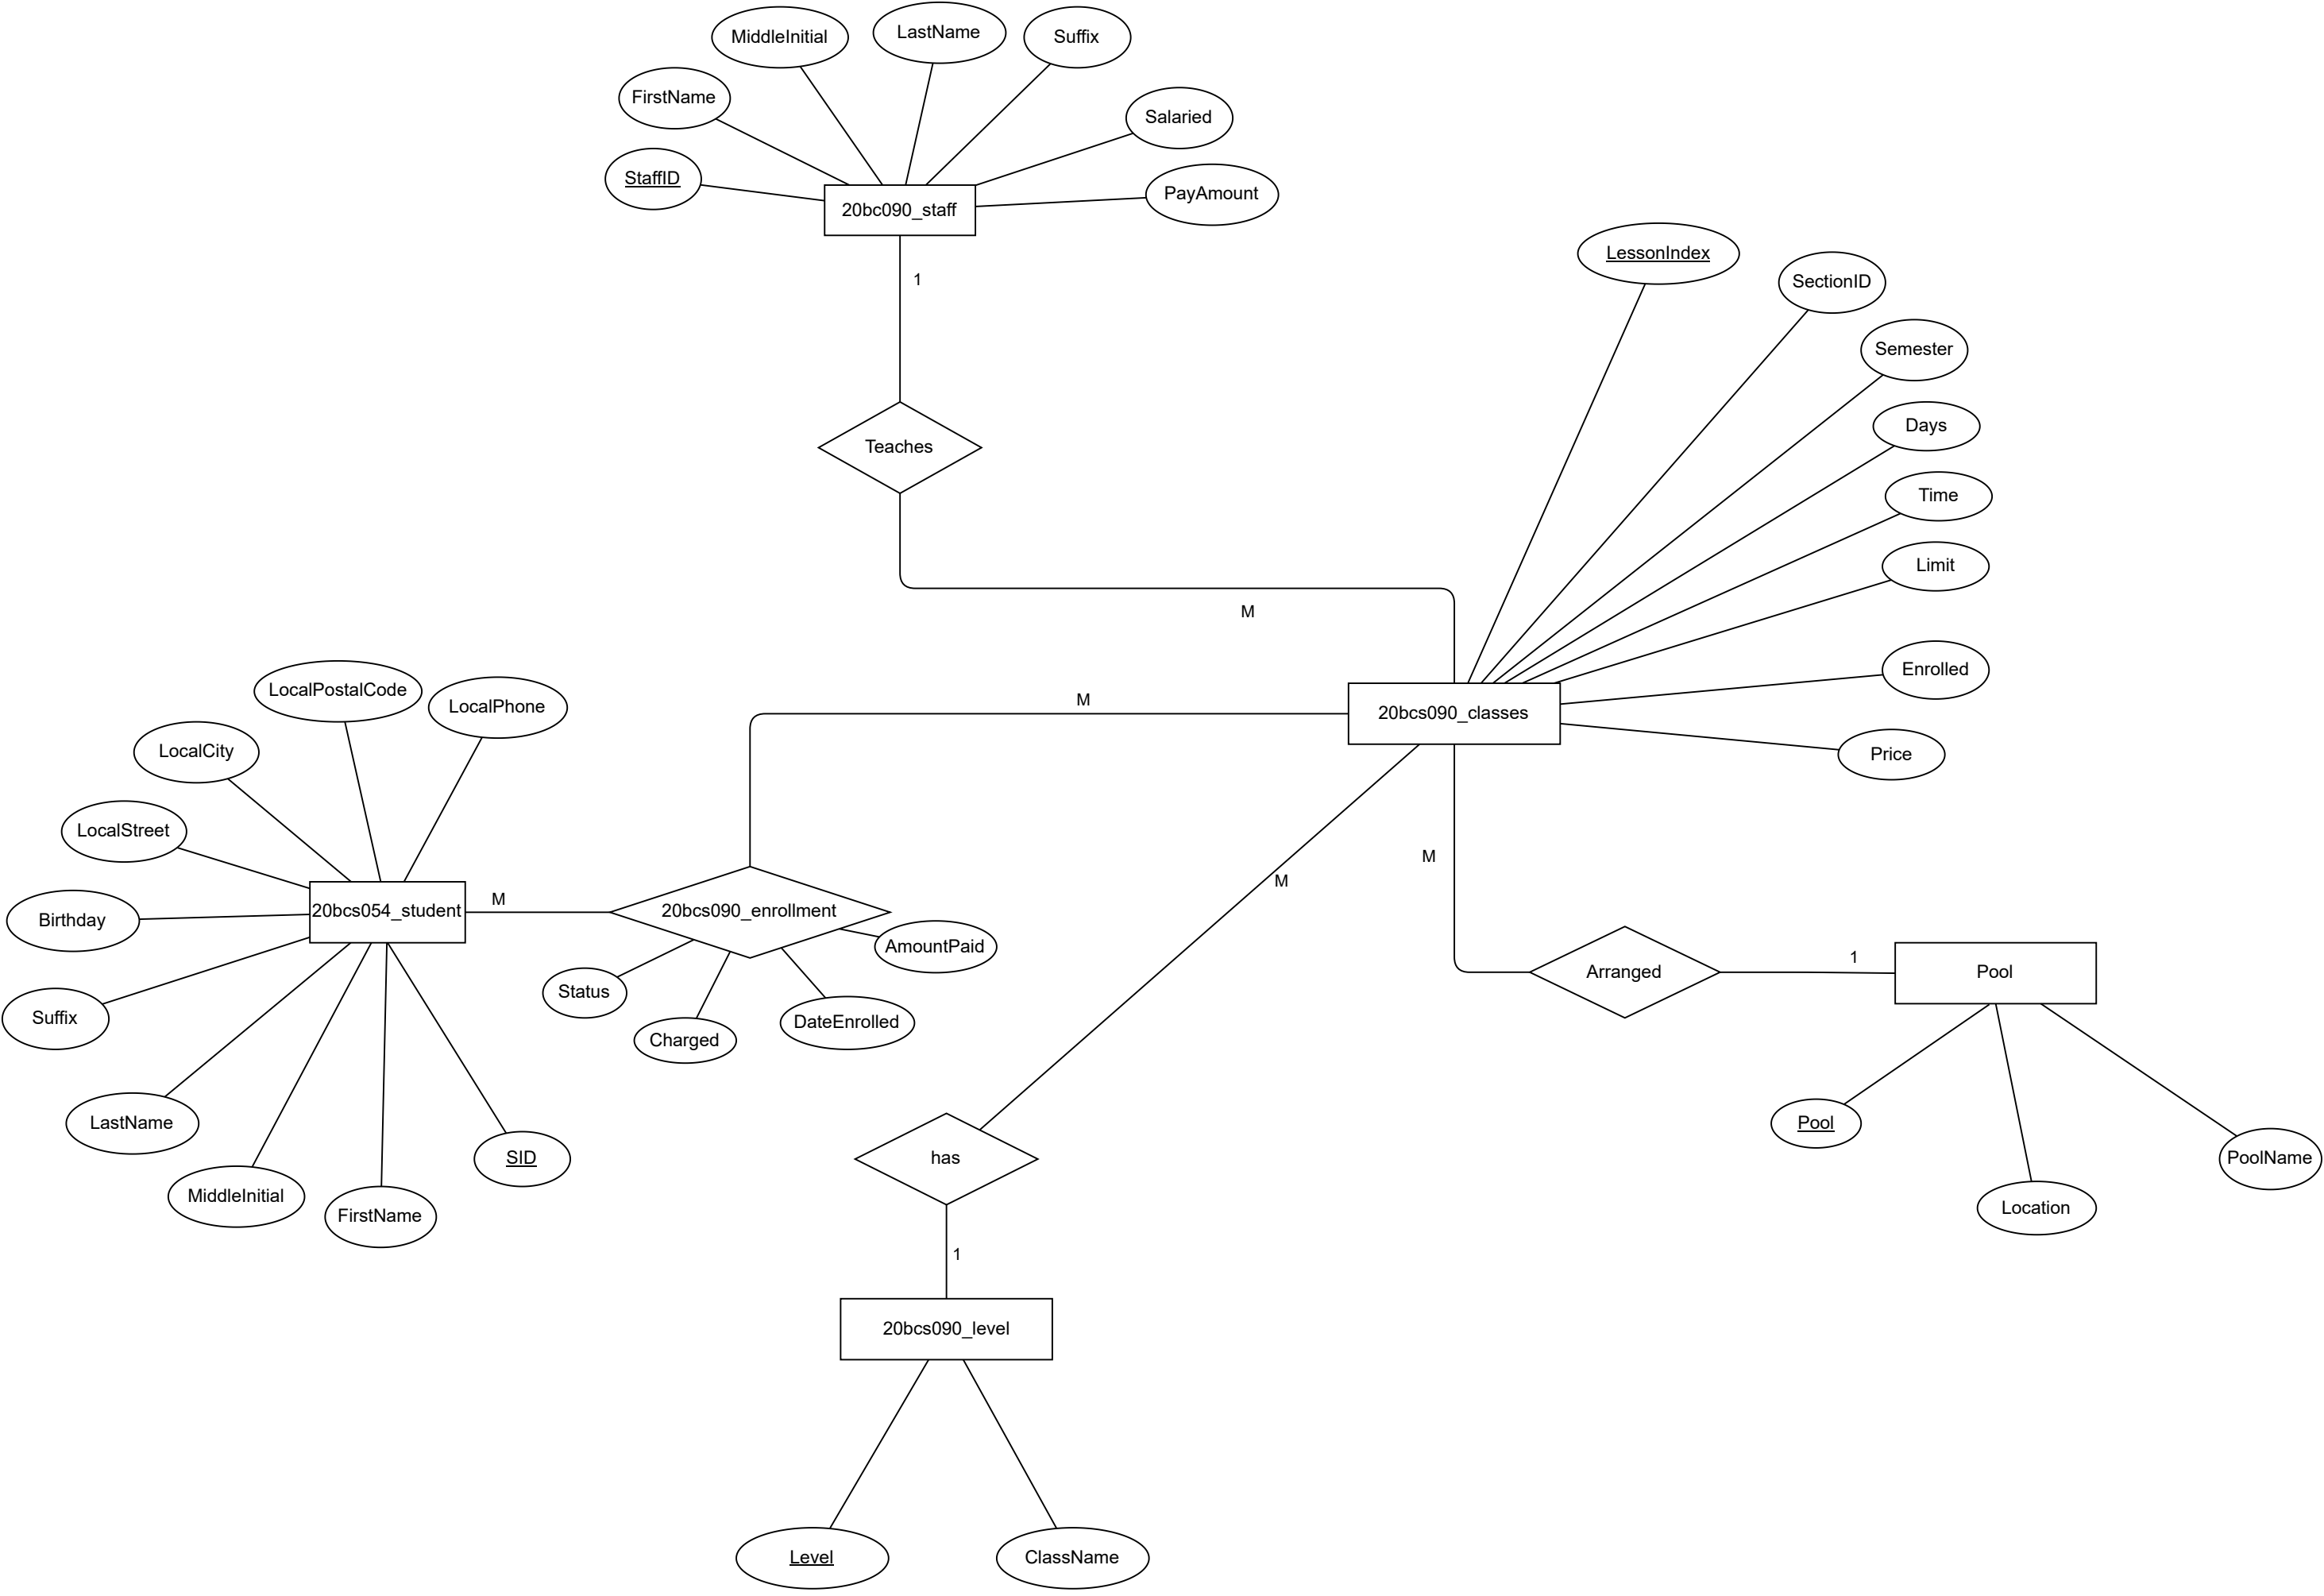 MiddleInitial
LastName
Suffix
FirstName
Salaried
StaffID
PayAmount
20bc090_staff
1
LessonIndex
SectionID
Semester
Days
Teaches
Time
Limit
M
Enrolled
LocalPostalCode
LocalPhone
M
20bcs090_classes
LocalCity
Price
LocalStreet
M
M
M
20bcs054_student
20bcs090_enrollment
Birthday
AmountPaid
1
Arranged
Pool
Status
Suffix
DateEnrolled
Charged
LastName
Pool
has
SID
PoolName
MiddleInitial
Location
FirstName
1
20bcs090_level
Level
ClassName